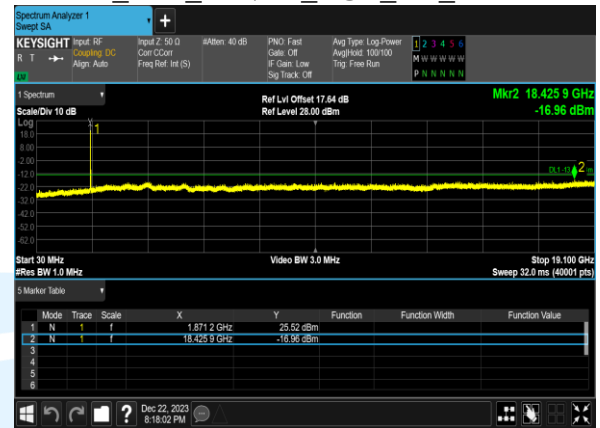 Spectrum Analyzer 1
Swept SA
+
KEYSIGHT Input: RF Input Z: 50 Ω #Atten: 40 dB PNO: Fast Avg Type: Log-Power 1 2 3 4 5 6
R T Coupling: DC Corr CCorr Gate: Off Avg|Hold: 100/100 M W W W W W
Align: Auto Freq Ref: Int (S) IF Gain: Low Trig: Free Run
Sig Track: Off P N N N N N
1 Spectrum
Ref Lvl Offset 17.64 dB Mkr2 18.425 9 GHz
Scale/Div 10 dB Ref Level 28.00 dBm -16.96 dBm
Log
1
18.0
8.00
-2.00
-12.0
DL1 -13
2
-22.0
-32.0
-42.0
-52.0
-62.0
Start 30 MHz Video BW 3.0 MHz Stop 19.100 GHz
#Res BW 1.0 MHz Sweep 32.0 ms (40001 pts)
5 Marker Table
Mode Trace Scale X Y Function Function Width Function Value
1 N 1 f 1.871 2 GHz 25.52 dBm
2 N 1 f 18.425 9 GHz -16.96 dBm
3
4
5
6
? Dec 22, 2023
8:18:02 PM